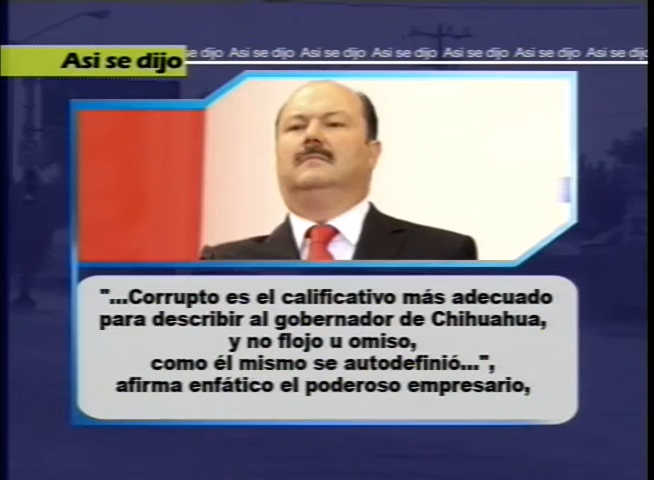 Asi se dijo
e dijo Asi se dijo Asi se dijo Asi se dijo Asi se dijo Asi se dijo Asi se dijo
"...Corrupto es el calificativo más adecuado
para describir al gobernador de Chihuahua,
y no flojo u omiso,
como él mismo se autodefinió...",
afirma enfático el poderoso empresario,